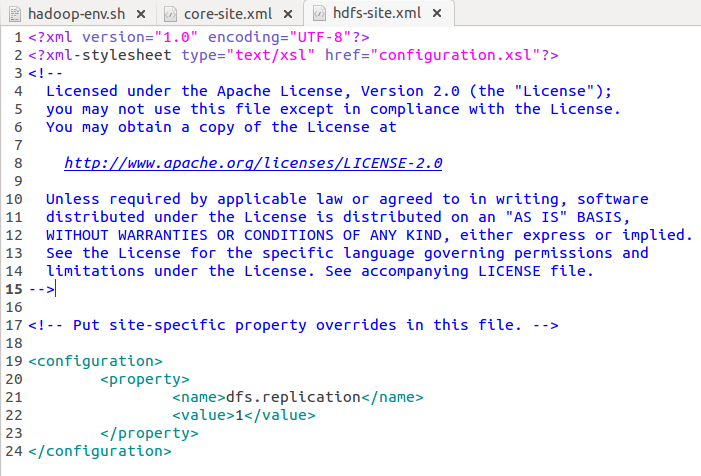 hadoop-env.sh × core-site.xml × hdfs-site.xml ×
1 <?xml version="1.0" encoding="UTF-8"?>
2 <?xml-stylesheet type="text/xsl" href="configuration.xsl"?>
3 <!--
4   Licensed under the Apache License, Version 2.0 (the "License");
5   you may not use this file except in compliance with the License.
6   You may obtain a copy of the License at
7
8     http://www.apache.org/licenses/LICENSE-2.0
9
10   Unless required by applicable law or agreed to in writing, software
11   distributed under the License is distributed on an "AS IS" BASIS,
12   WITHOUT WARRANTIES OR CONDITIONS OF ANY KIND, either express or implied.
13   See the License for the specific language governing permissions and
14   limitations under the License. See accompanying LICENSE file.
15 -->
16
17 <!-- Put site-specific property overrides in this file. -->
18
19 <configuration>
20         <property>
21                 <name>dfs.replication</name>
22                 <value>1</value>
23         </property>
24 </configuration>